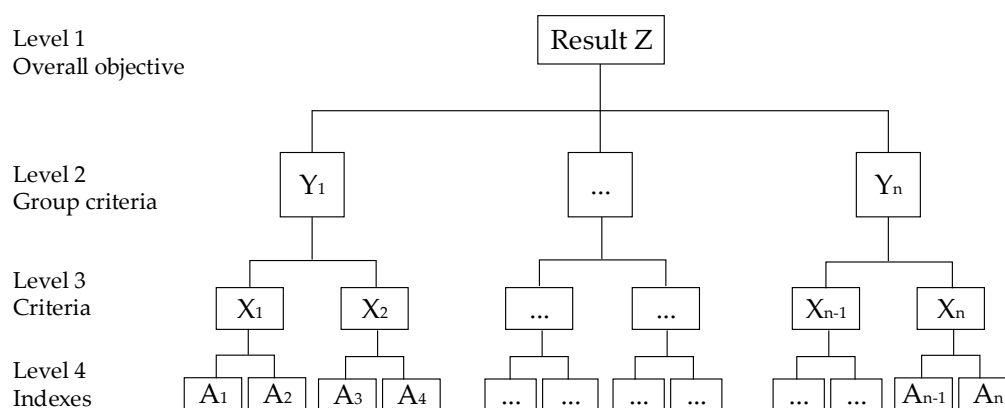 Level 1
Overall objective
Result Z
Level 2
Group criteria
Y1
...
Yn
Level 3
Criteria
X1
X2
...
...
Xn-1
Xn
Level 4
Indexes
A1
A2
A3
A4
...
...
...
...
...
...
An-1
An